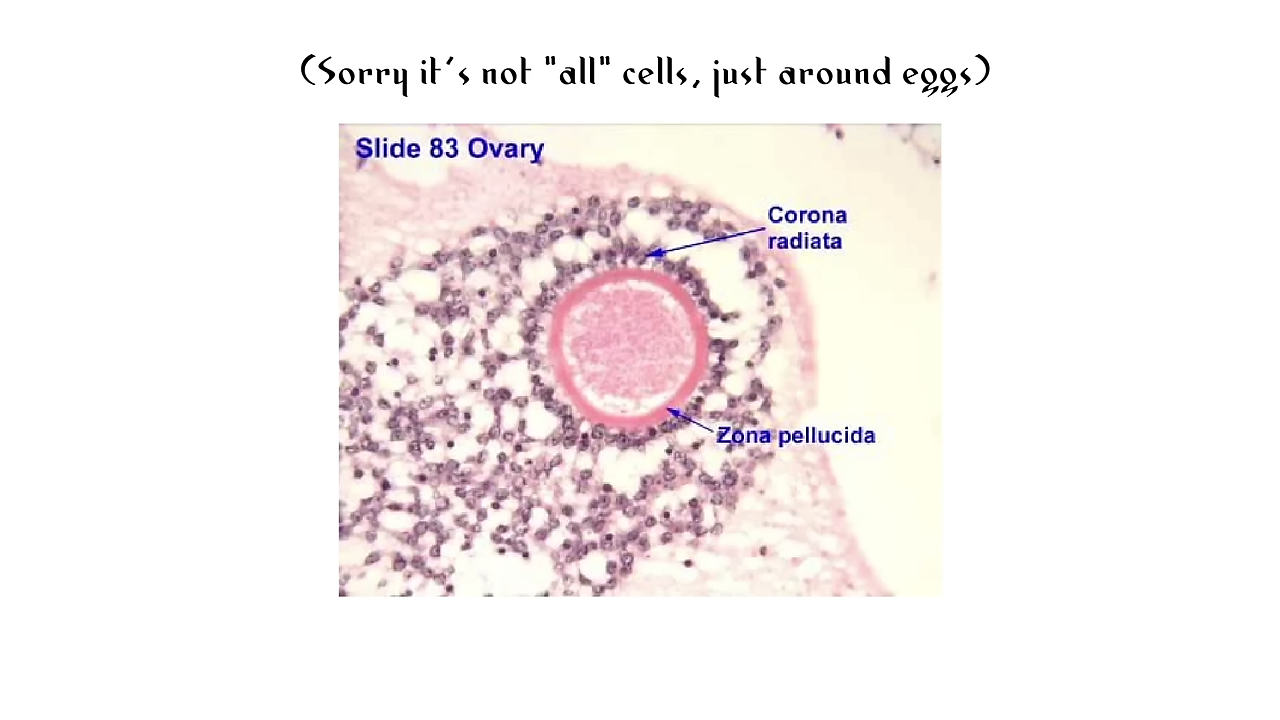 (Sorry it's not "all" cells, just around eggs)
Slide 83 Ovary
Corona
radiata
Zona pellucida